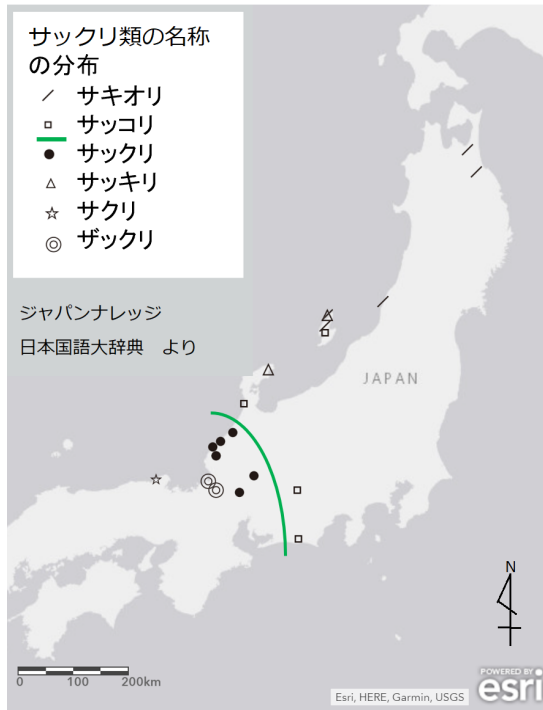 サックリ類の名称
の分布
サキオリ
サッコリ
サックリ
サッキリ
サクリ
ザックリ
ジャパンナレッジ
日本国語大辞典　より
JAPAN
N
0 100 200km
Esri, HERE, Garmin, USGS
POWERED BY
esri